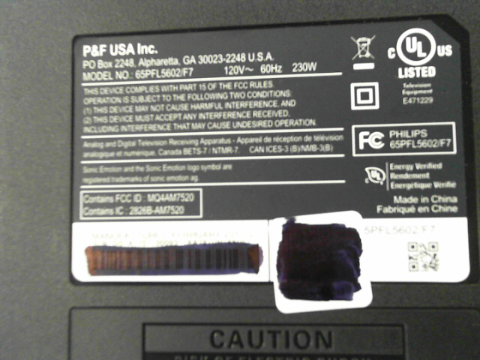 P&F USA Inc.
PO Box 2248, Alpharetta, GA 30023-2248 U.S.A.
MODEL NO.: 65PFL5602/F7 120V~ 60Hz 230W
THIS DEVICE COMPLIES WITH PART 15 OF THE FCC RULES.
OPERATION IS SUBJECT TO THE FOLLOWING TWO CONDITIONS:
(1) THIS DEVICE MAY NOT CAUSE HARMFUL INTERFERENCE, AND
(2) THIS DEVICE MUST ACCEPT ANY INTERFERENCE RECEIVED,
INCLUDING INTERFERENCE THAT MAY CAUSE UNDESIRED OPERATION.
Analog and Digital Television Receiving Apparatus - Appareil de réception de télévision
analogique et numérique, Canada BETS-7 / NTMR-7. CAN ICES-3 (B)/NMB-3(B)
Sonic Emotion and the Sonic Emotion logo symbol are
registered trademarks of sonic emotion ag.
Contains FCC ID : MQ4AM7520
Contains IC : 2826B-AM7520
C UL US
LISTED
Television
Equipment
E471229
FC PHILIPS
65PFL5602/F7
UL Energy Verified
Rendement
Énergétique Vérifié
Made in China
Fabriqué en Chine
65PFL5602/F7
CAUTION
RISK OF ELECTRIC SHOCK